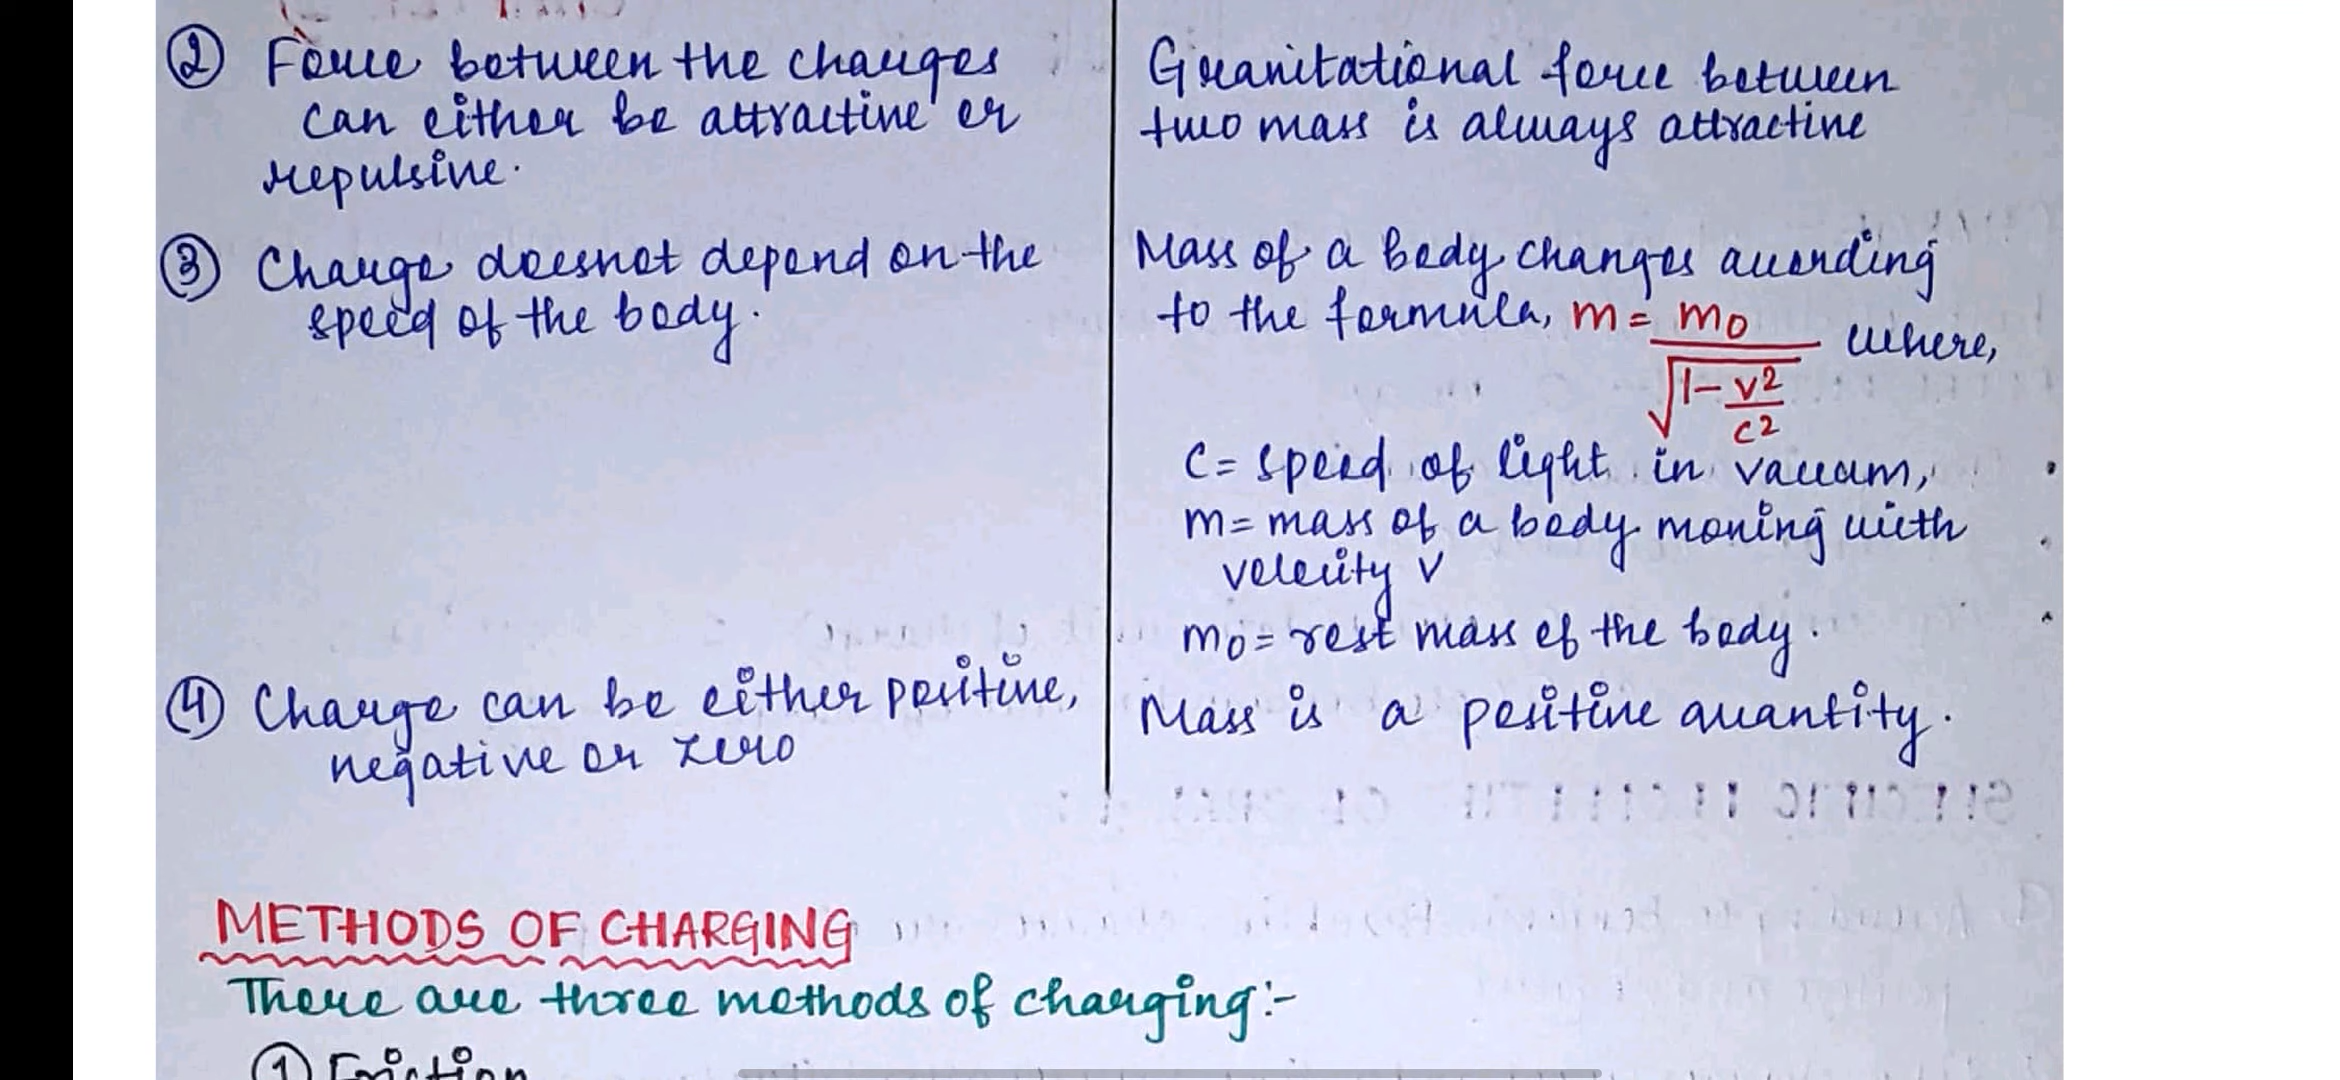 ② Force between the charges
can either be attractive or
repulsive.
Gravitational force between
two mass is always attractive
③ Charge doesnot depend on the
speed of the body.
Mass of a body changes according
to the formula, m = m₀ / √(1 - v²/c²) where,
c = speed of light in vaccum,
m = mass of a body moving with
velocity v
m₀ = rest mass of the body.
④ Charge can be either positive,
negative or zero
Mass is a positive quantity.
METHODS OF CHARGING
There are three methods of charging:-
① Friction